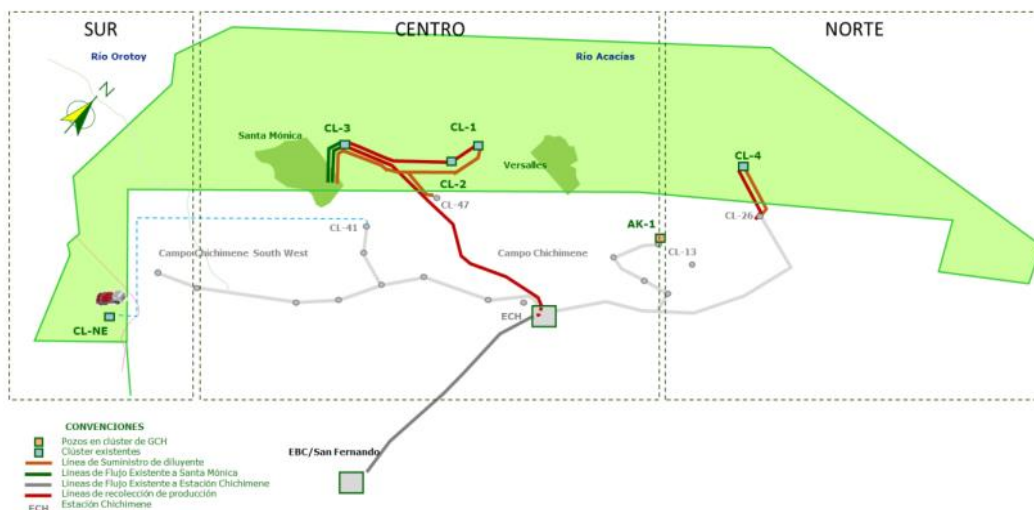 SUR
CENTRO
NORTE
Río Orotoy
Río Acacías
N
Santa Mónica
CL-3
CL-1
CL-2
Versalles
CL-4
CL-47
CL-26
CL-41
AK-1
CL-13
Campo Chichimene South West
Campo Chichimene
CL-NE
ECH
EBC/San Fernando
CONVENCIONES
Pozos en clúster de GCH
Clúster existentes
Línea de Suministro de diluyente
Líneas de Flujo Existente a Santa Mónica
Líneas de Flujo Existente a Estación Chichimene
Líneas de recolección de producción
ECH Estación Chichimene